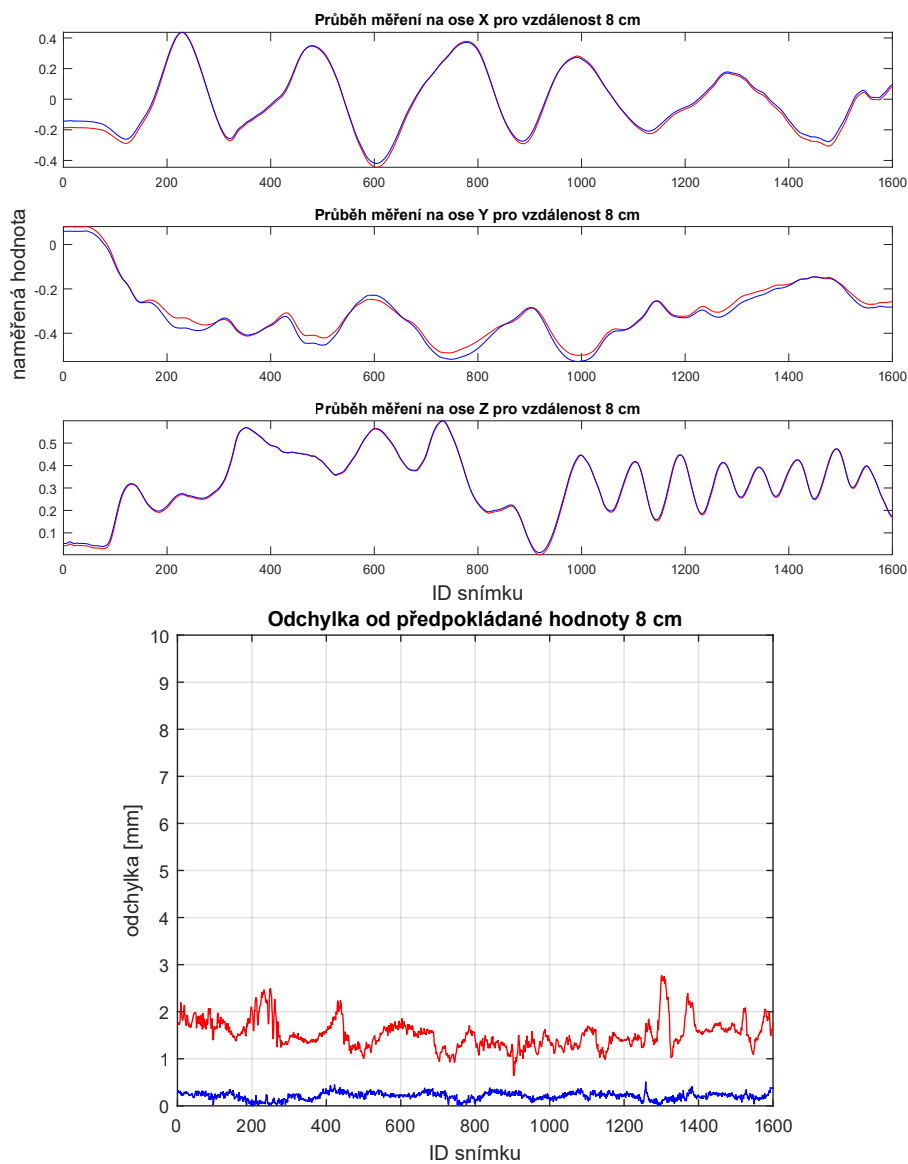 Průběh měření na ose X pro vzdálenost 8 cm
0.4
0.2
0
-0.2
-0.4
0 200 400 600 800 1000 1200 1400 1600
Průběh měření na ose Y pro vzdálenost 8 cm
naměřená hodnota
0
-0.2
-0.4
0 200 400 600 800 1000 1200 1400 1600
Průběh měření na ose Z pro vzdálenost 8 cm
0.5
0.4
0.3
0.2
0.1
0 200 400 600 800 1000 1200 1400 1600
ID snímku
Odchylka od předpokládané hodnoty 8 cm
odchylka [mm]
10
9
8
7
6
5
4
3
2
1
0
0 200 400 600 800 1000 1200 1400 1600
ID snímku